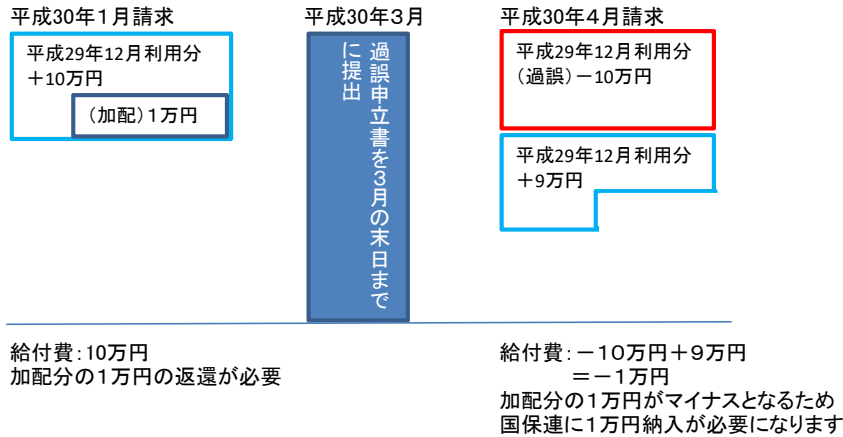 平成30年１月請求
平成29年12月利用分
＋10万円
（加配）１万円
平成30年３月
過誤申立書を３月の末日まで
に提出
平成30年４月請求
平成29年12月利用分
（過誤）－10万円
平成29年12月利用分
＋9万円
給付費：10万円
加配分の１万円の返還が必要
給付費：－１０万円＋９万円
＝－１万円
加配分の１万円がマイナスとなるため
国保連に１万円納入が必要になります